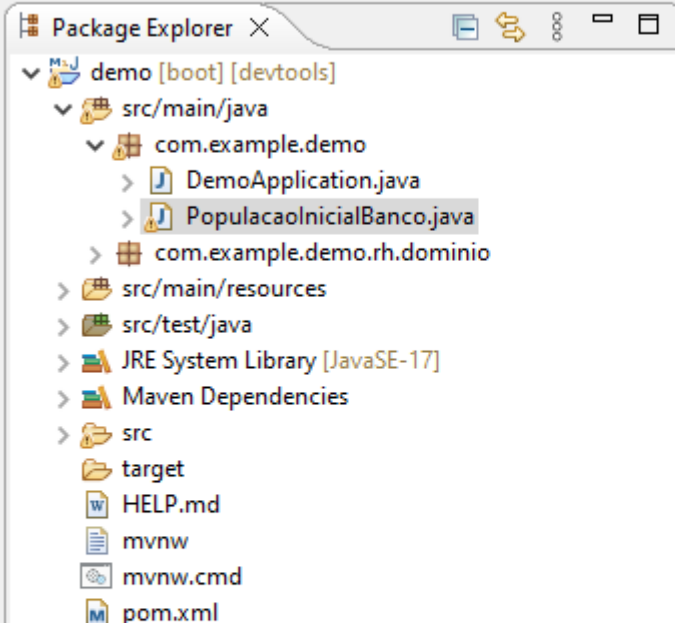 Package Explorer
demo [boot] [devtools]
src/main/java
com.example.demo
DemoApplication.java
PopulacaoInicialBanco.java
com.example.demo.rh.dominio
src/main/resources
src/test/java
JRE System Library [JavaSE-17]
Maven Dependencies
src
target
HELP.md
mvnw
mvnw.cmd
pom.xml